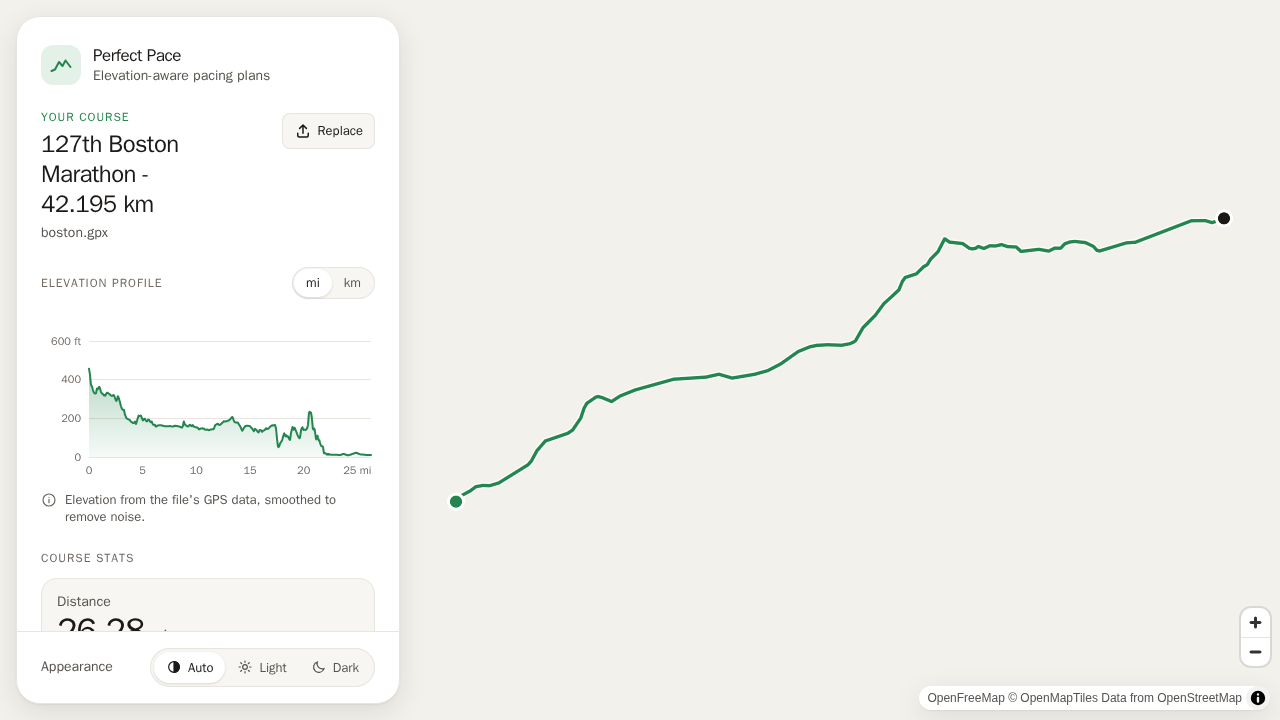 Perfect Pace
Elevation-aware pacing plans
YOUR COURSE
127th Boston
Marathon -
42.195 km
boston.gpx
Replace
ELEVATION PROFILE
mi km
600 ft
400
200
0
0 5 10 15 20 25 mi
Elevation from the file's GPS data, smoothed to
remove noise.
COURSE STATS
Distance
26.28
Appearance
Auto Light Dark
OpenFreeMap © OpenMapTiles Data from OpenStreetMap